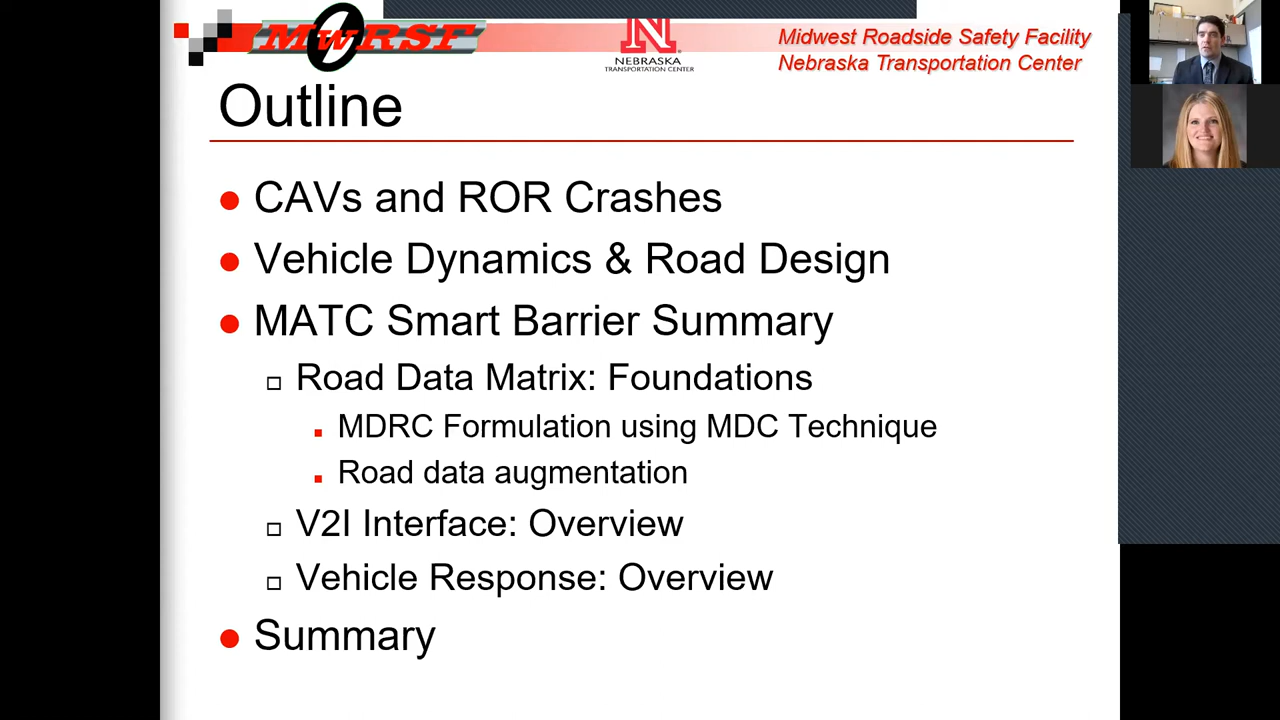 MwRSF
N
NEBRASKA
TRANSPORTATION CENTER
Midwest Roadside Safety Facility
Nebraska Transportation Center
Outline
CAVs and ROR Crashes
Vehicle Dynamics & Road Design
MATC Smart Barrier Summary
Road Data Matrix: Foundations
MDRC Formulation using MDC Technique
Road data augmentation
V2I Interface: Overview
Vehicle Response: Overview
Summary